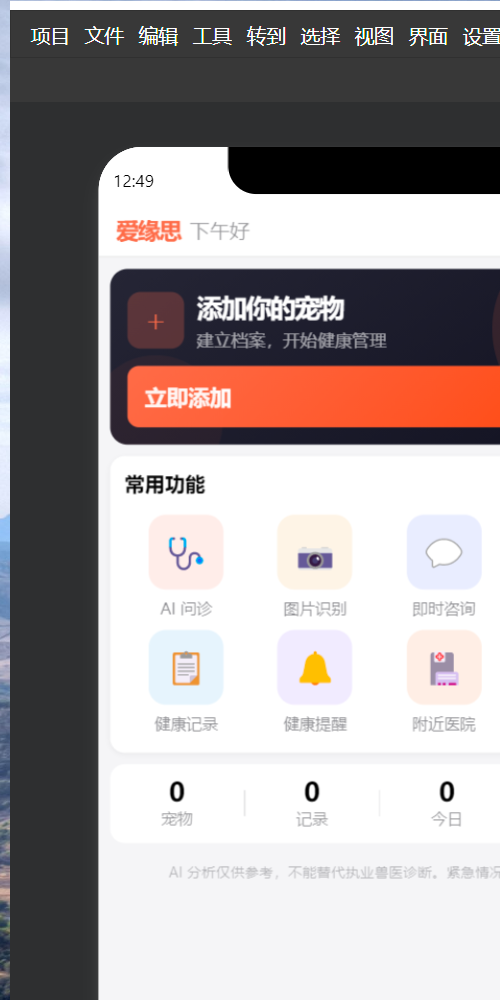 项目 文件 编辑 工具 转到 选择 视图 界面 设置
12:49
爱缘思 下午好
添加你的宠物
建立档案，开始健康管理
立即添加
常用功能
AI 问诊 图片识别 即时咨询
健康记录 健康提醒 附近医院
0 0 0
宠物 记录 今日
AI 分析仅供参考，不能替代执业兽医诊断。紧急情况